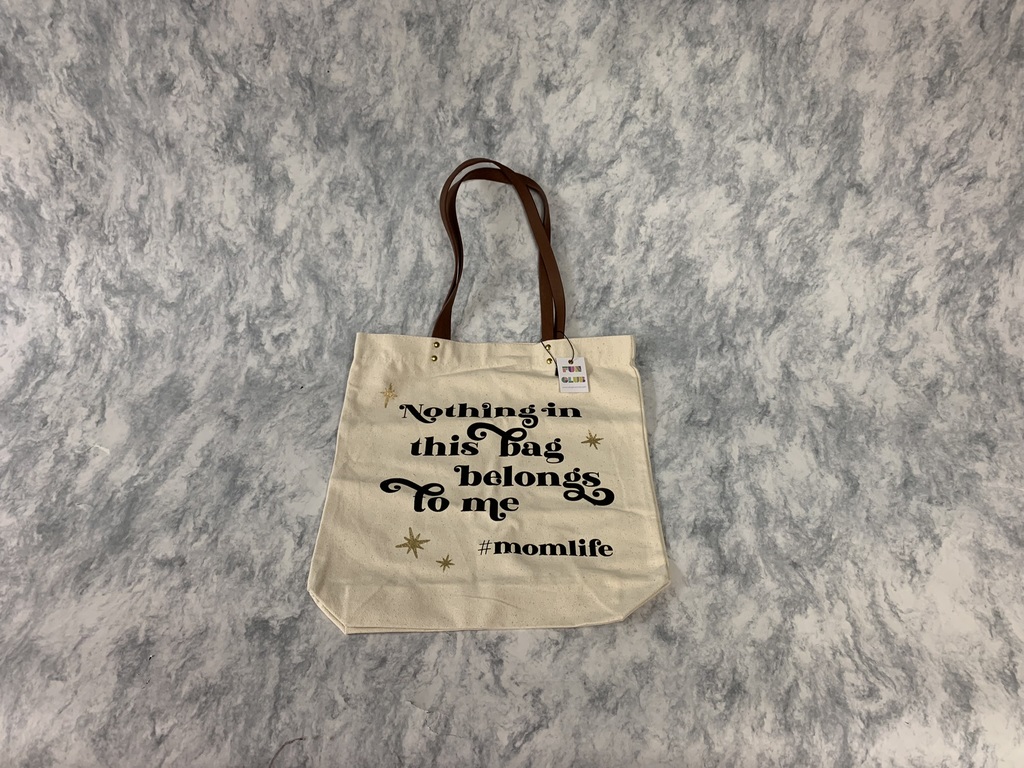 FUN
CLUB
Nothing in
this bag
belongs
To me
#momlife